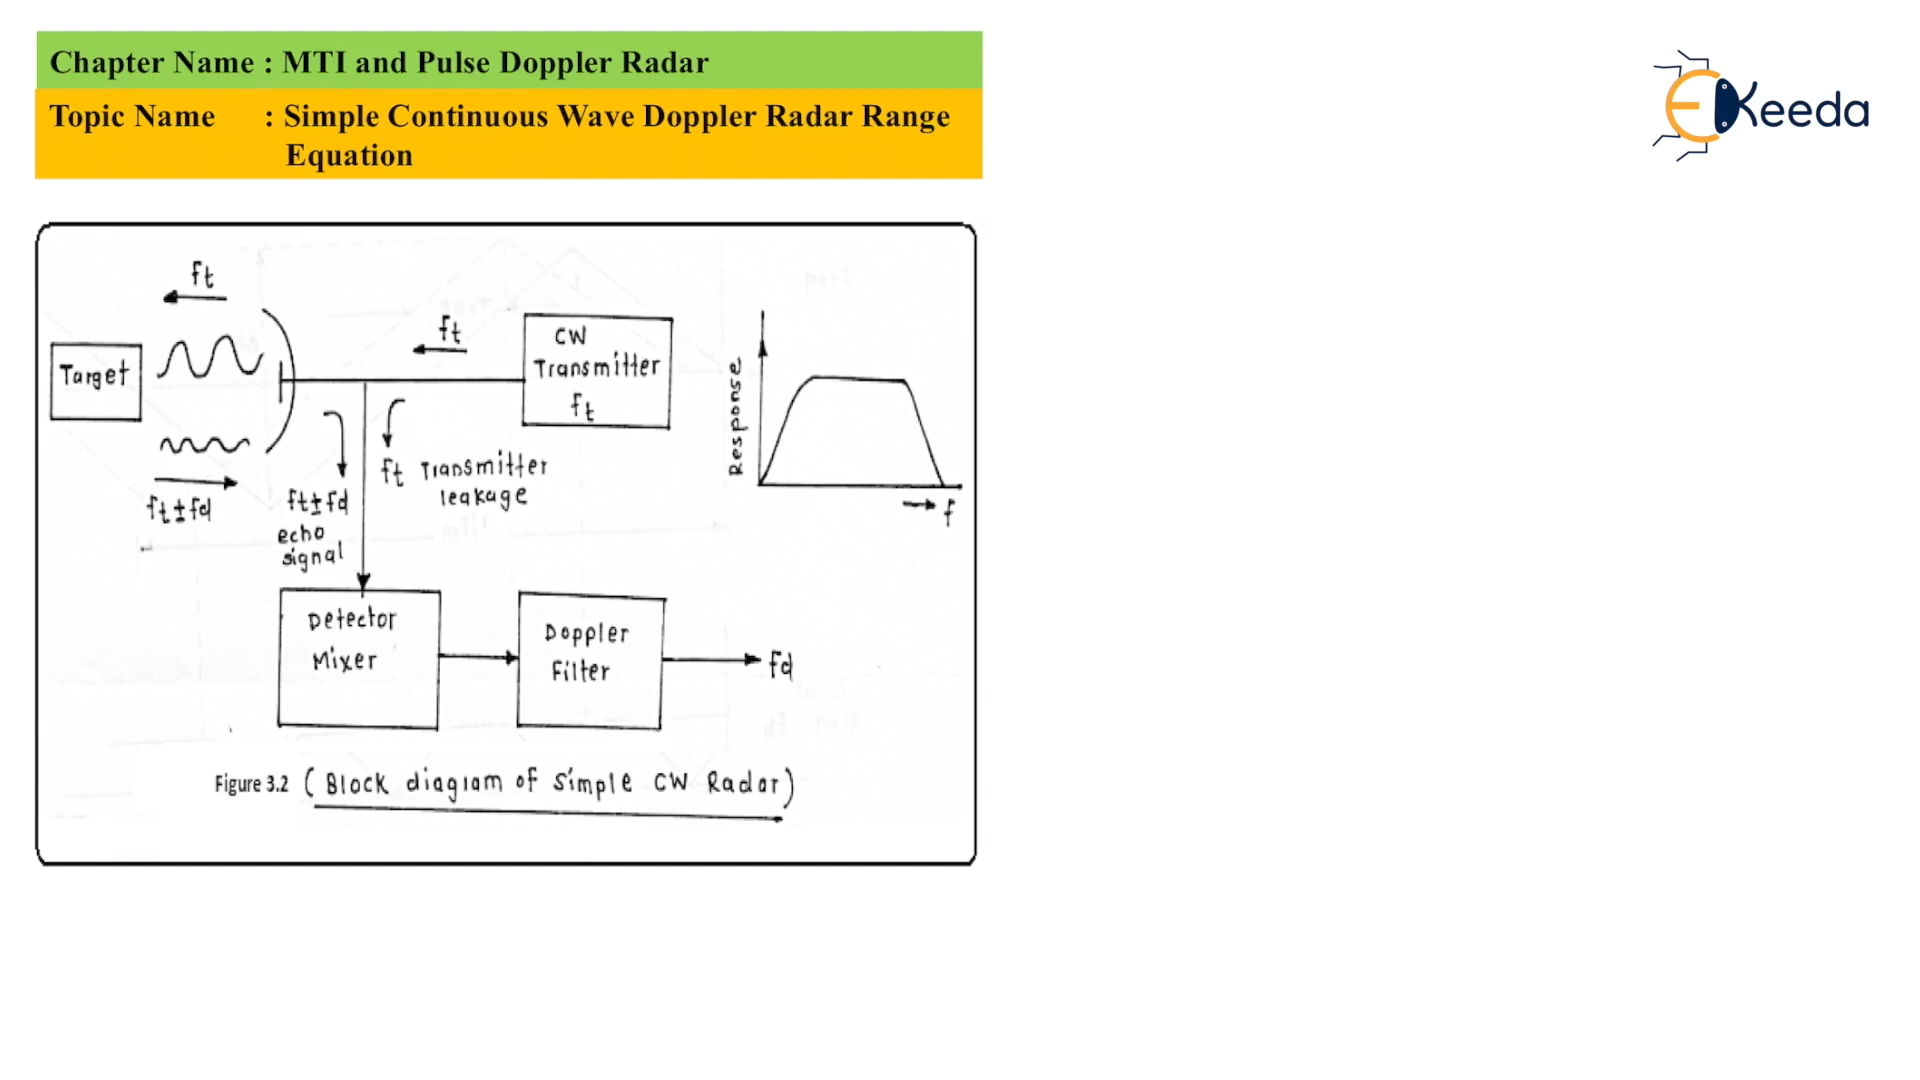 Chapter Name : MTI and Pulse Doppler Radar
Topic Name : Simple Continuous Wave Doppler Radar Range
Equation
EKeeda
ft
Target
ft
CW
Transmitter
ft
Response
f
ft Transmitter
leakage
ft±fd
ft±fd
echo
signal
Detector
Mixer
Doppler
Filter
fd
Figure 3.2 (Block diagram of simple CW Radar)